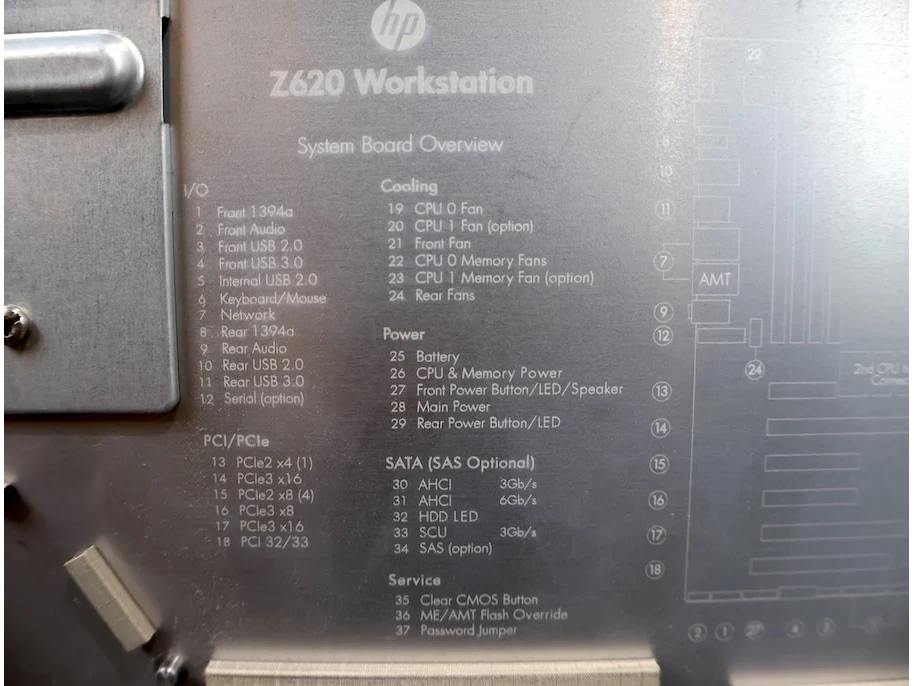 hp
Z620 Workstation
System Board Overview
I/O
1 Front 1394a
2 Front Audio
3 Front USB 2.0
4 Front USB 3.0
5 Internal USB 2.0
6 Keyboard/Mouse
7 Network
8 Rear 1394a
9 Rear Audio
10 Rear USB 2.0
11 Rear USB 3.0
12 Serial (option)
PCI/PCIe
13 PCIe2 x4 (1)
14 PCIe3 x16
15 PCIe2 x8 (4)
16 PCIe3 x8
17 PCIe3 x16
18 PCI 32/33
Cooling
19 CPU 0 Fan
20 CPU 1 Fan (option)
21 Front Fan
22 CPU 0 Memory Fans
23 CPU 1 Memory Fan (option)
24 Rear Fans
Power
25 Battery
26 CPU & Memory Power
27 Front Power Button/LED/Speaker
28 Main Power
29 Rear Power Button/LED
SATA (SAS Optional)
30 AHCI 3Gb/s
31 AHCI 6Gb/s
32 HDD LED
33 SCU 3Gb/s
34 SAS (option)
Service
35 Clear CMOS Button
36 ME/AMT Flash Override
37 Password Jumper
22
8
10
11
7
AMT
9
12
24
2nd CPU
13
14
15
16
17
18
2 1 27 4 3